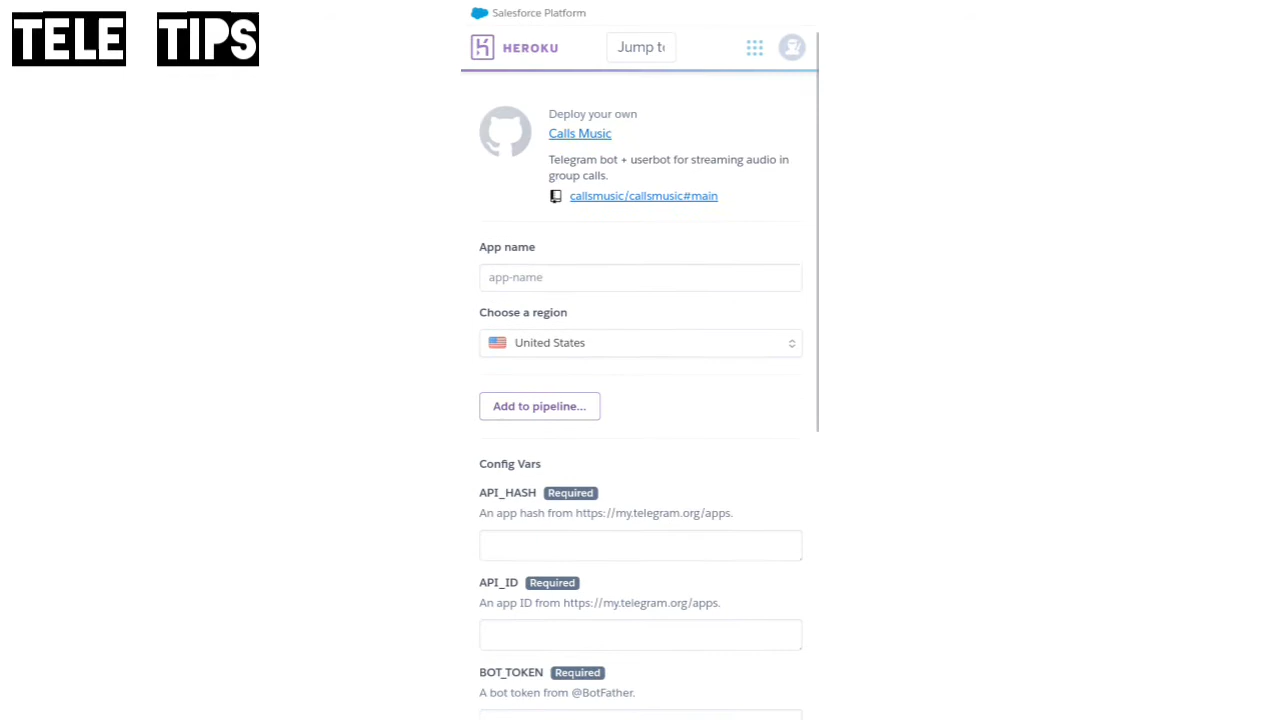 TELE TIPS
Salesforce Platform
HEROKU
Jump to
Deploy your own
Calls Music
Telegram bot + userbot for streaming audio in
group calls.
callsmusic/callsmusic#main
App name
app-name
Choose a region
United States
Add to pipeline...
Config Vars
API_HASH Required
An app hash from https://my.telegram.org/apps.
API_ID Required
An app ID from https://my.telegram.org/apps.
BOT_TOKEN Required
A bot token from @BotFather.